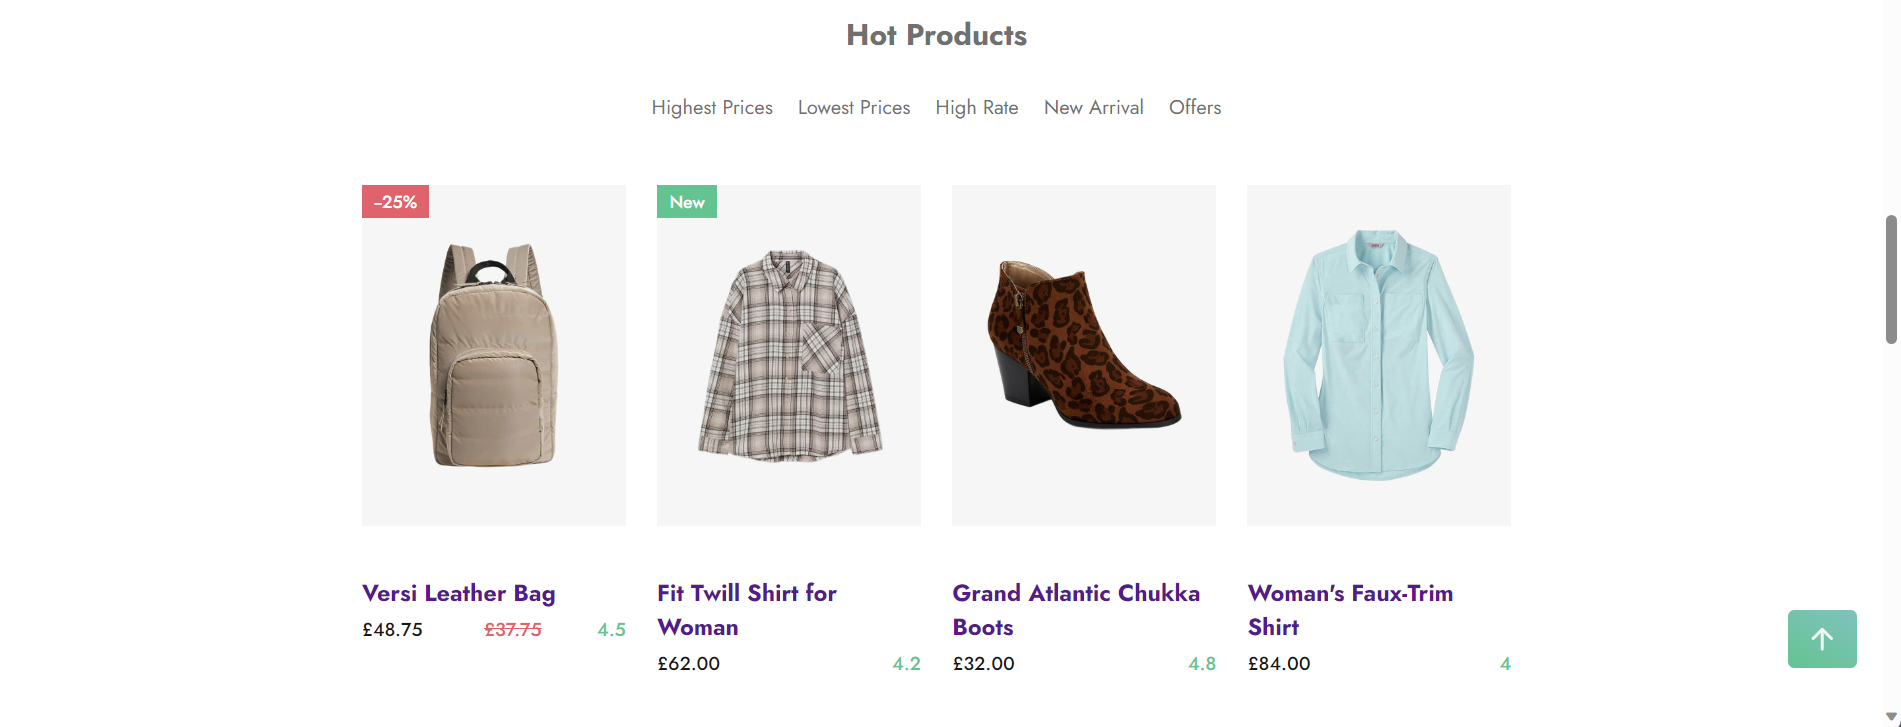 Hot Products
Highest Prices Lowest Prices High Rate New Arrival Offers
-25%
New
Versi Leather Bag
£48.75 £37.75 4.5
Fit Twill Shirt for
Woman
£62.00 4.2
Grand Atlantic Chukka
Boots
£32.00 4.8
Woman's Faux-Trim
Shirt
£84.00 4